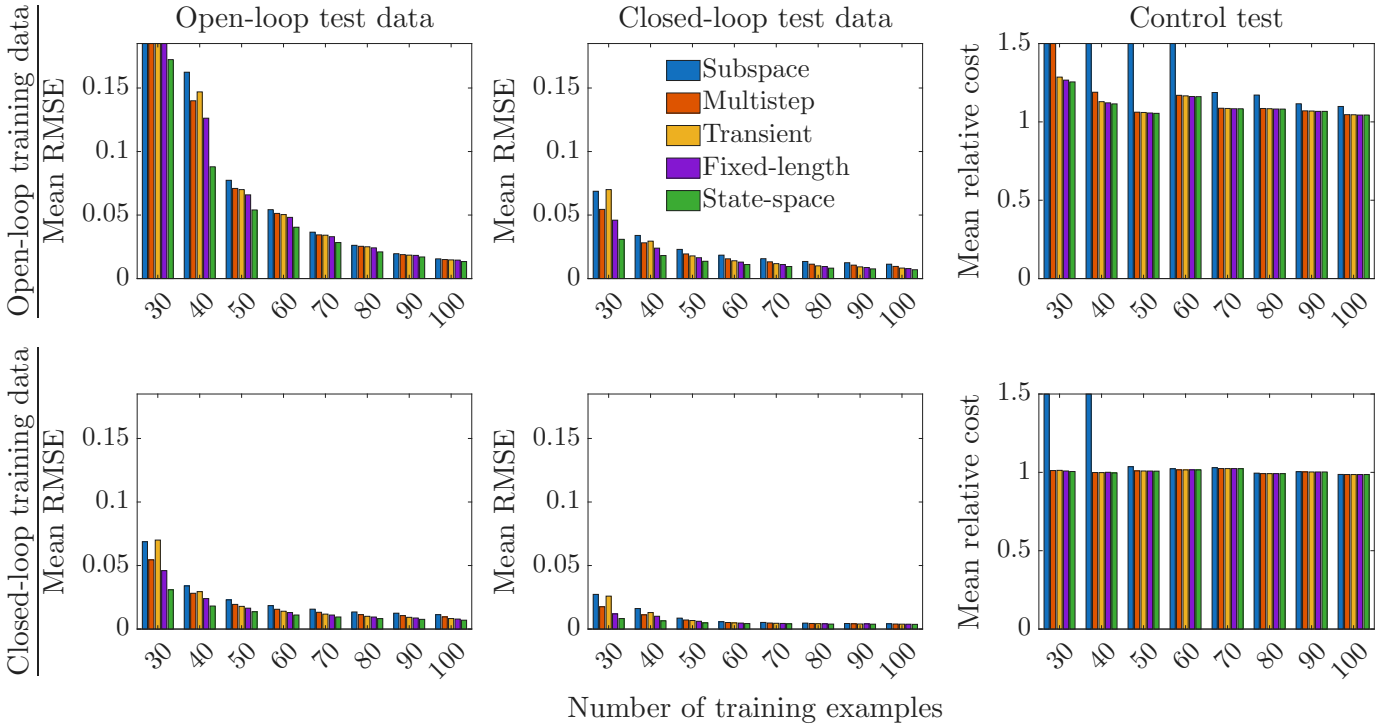 Open-loop test data
Closed-loop test data
Control test
Open-loop training data
Mean RMSE
0.15
0.1
0.05
0
30 40 50 60 70 80 90 100
Mean RMSE
0.15
0.1
0.05
0
30 40 50 60 70 80 90 100
Subspace
Multistep
Transient
Fixed-length
State-space
Mean relative cost
1.5
1
0.5
0
30 40 50 60 70 80 90 100
Closed-loop training data
Mean RMSE
0.15
0.1
0.05
0
30 40 50 60 70 80 90 100
Mean RMSE
0.15
0.1
0.05
0
30 40 50 60 70 80 90 100
Mean relative cost
1.5
1
0.5
0
30 40 50 60 70 80 90 100
Number of training examples